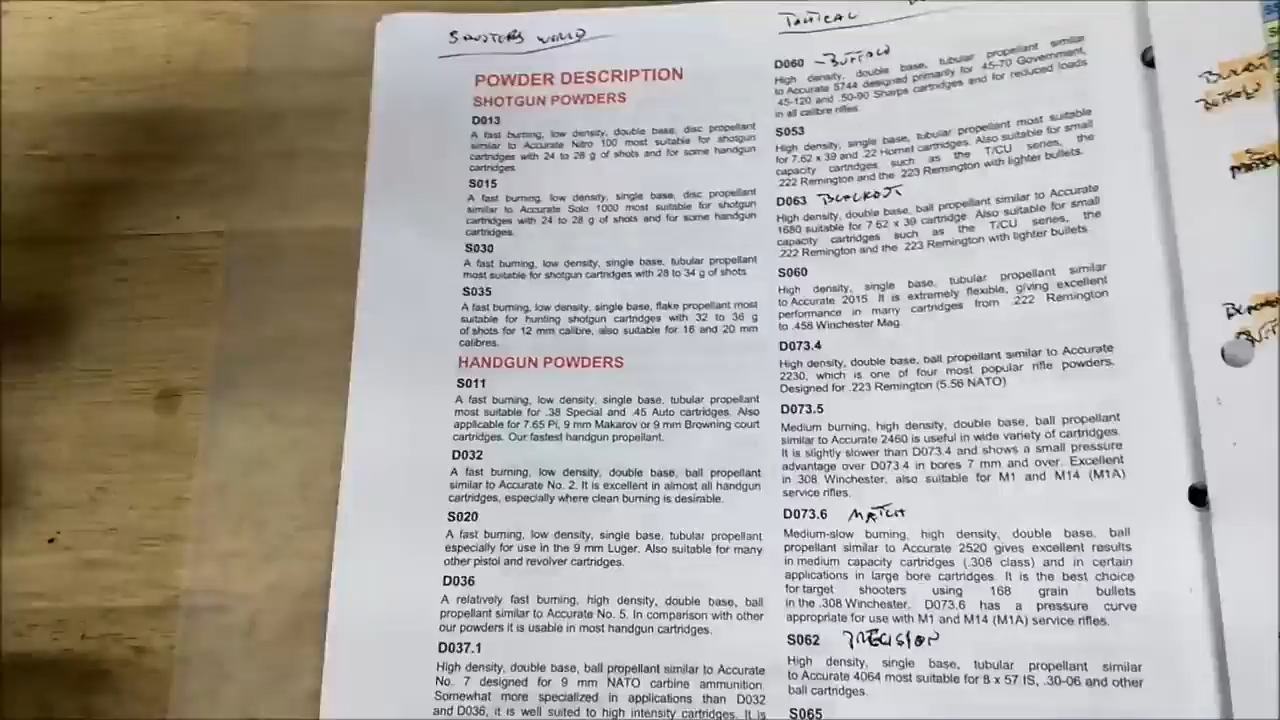 POWDER DESCRIPTION
SHOTGUN POWDERS
D013
A fast burning, low density, double base, disc propellant
similar to Accurate Nitro 100 most suitable for shotgun
cartridges with 24 to 28 g of shots and for some handgun
cartridges.
S015
A fast burning, low density, single base, disc propellant
similar to Accurate Solo 1000 most suitable for shotgun
cartridges with 24 to 28 g of shots and for some handgun
cartridges.
S030
A fast burning, low density, single base, tubular propellant
most suitable for shotgun cartridges with 28 to 34 g of shots
S035
A fast burning, low density, single base, flake propellant most
suitable for hunting shotgun cartridges with 32 to 36 g
of shots for 12 mm calibre, also suitable for 16 and 20 mm
calibres.
HANDGUN POWDERS
S011
A fast burning, low density, single base, tubular propellant
most suitable for .38 Special and .45 Auto cartridges. Also
applicable for 7.65 Pi, 9 mm Makarov or 9 mm Browning court
cartridges. Our fastest handgun propellant.
D032
A fast burning, low density, double base, ball propellant
similar to Accurate No. 2. It is excellent in almost all handgun
cartridges, especially where clean burning is desirable.
S020
A fast burning, low density, single base, tubular propellant
especially for use in the 9 mm Luger. Also suitable for many
other pistol and revolver cartridges.
D036
A relatively fast burning, high density, double base, ball
propellant similar to Accurate No. 5. In comparison with other
our powders it is usable in most handgun cartridges.
D037.1
High density, double base, ball propellant similar to Accurate
No. 7 designed for 9 mm NATO carbine ammunition.
Somewhat more specialized in applications than D032
and D036, it is well suited to high intensity cartridges. It is
TACTICAL
D060 - BUFFALO
High density, double base, tubular propellant similar
to Accurate 5744 designed primarily for .45-70 Government,
45-120 and .50-90 Sharps cartridges and for reduced loads
in all calibre rifles.
S053
High density, single base, tubular propellant most suitable
for 7.62 x 39 and .22 Hornet cartridges. Also suitable for small
capacity cartridges such as the T/CU series, the
.222 Remington and the .223 Remington with lighter bullets.
D063 BLACKOUT
High density, double base, ball propellant similar to Accurate
1680 suitable for 7.62 x 39 cartridge. Also suitable for small
capacity cartridges such as the T/CU series, the
.222 Remington and the .223 Remington with lighter bullets.
S060
High density, single base, tubular propellant similar
to Accurate 2015. It is extremely flexible, giving excellent
performance in many cartridges from .222 Remington
to .458 Winchester Mag.
D073.4
High density, double base, ball propellant similar to Accurate
2230, which is one of four most popular rifle powders.
Designed for .223 Remington (5.56 NATO)
D073.5
Medium burning, high density, double base, ball propellant
similar to Accurate 2460 is useful in wide variety of cartridges.
It is slightly slower than D073.4 and shows a small pressure
advantage over D073.4 in bores 7 mm and over. Excellent
in 308 Winchester, also suitable for M1 and M14 (M1A)
service rifles.
D073.6 MATCH
Medium-slow burning, high density, double base, ball
propellant similar to Accurate 2520 gives excellent results
in medium capacity cartridges (.308 class) and in certain
applications in large bore cartridges. It is the best choice
for target shooters using 168 grain bullets
in the .308 Winchester. D073.6 has a pressure curve
appropriate for use with M1 and M14 (M1A) service rifles.
S062 PRECISION
High density, single base, tubular propellant similar
to Accurate 4064 most suitable for 8 x 57 IS, .30-06 and other
ball cartridges.
S065